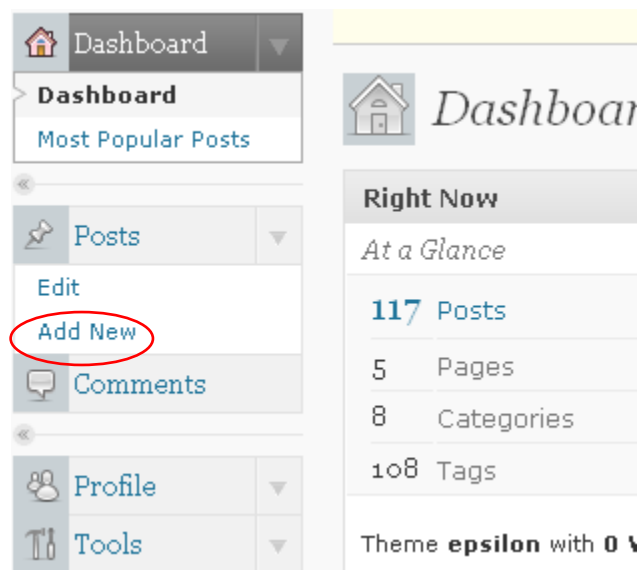 Dashboard
Dashboard
Most Popular Posts
Posts
Edit
Add New
Comments
Profile
Tools
Right Now
At a Glance
117 Posts
5 Pages
8 Categories
108 Tags
Theme epsilon with 0